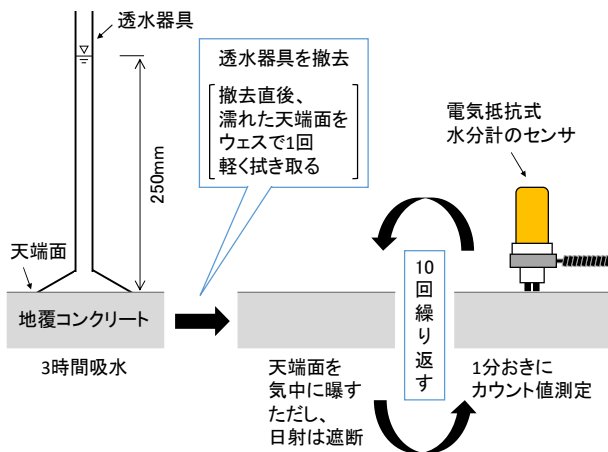 透水器具
250mm
天端面
地覆コンクリート
3時間吸水
透水器具を撤去
撤去直後、
濡れた天端面を
ウェスで1回
軽く拭き取る
天端面を
気中に曝す
ただし、
日射は遮断
10回繰り返す
電気抵抗式
水分計のセンサ
1分おきに
カウント値測定